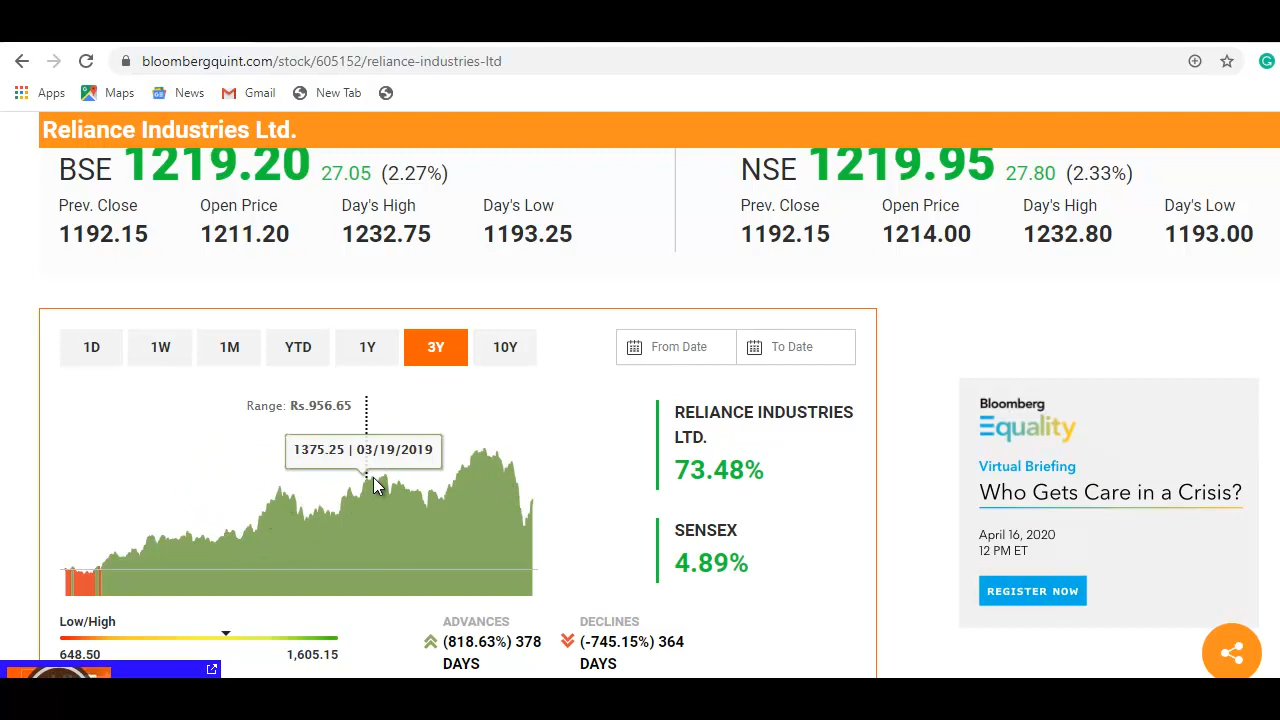 bloombergquint.com/stock/605152/reliance-industries-ltd
Apps Maps News Gmail New Tab
Reliance Industries Ltd.
BSE 1219.20 27.05 (2.27%)
NSE 1219.95 27.80 (2.33%)
Prev. Close Open Price Day's High Day's Low
1192.15 1211.20 1232.75 1193.25
Prev. Close Open Price Day's High Day's Low
1192.15 1214.00 1232.80 1193.00
1D 1W 1M YTD 1Y 3Y 10Y
From Date To Date
Range: Rs.956.65
1375.25 | 03/19/2019
RELIANCE INDUSTRIES
LTD.
73.48%
SENSEX
4.89%
Low/High
648.50 1,605.15
ADVANCES
(818.63%) 378
DAYS
DECLINES
(-745.15%) 364
DAYS
Bloomberg
Equality
Virtual Briefing
Who Gets Care in a Crisis?
April 16, 2020
12 PM ET
REGISTER NOW